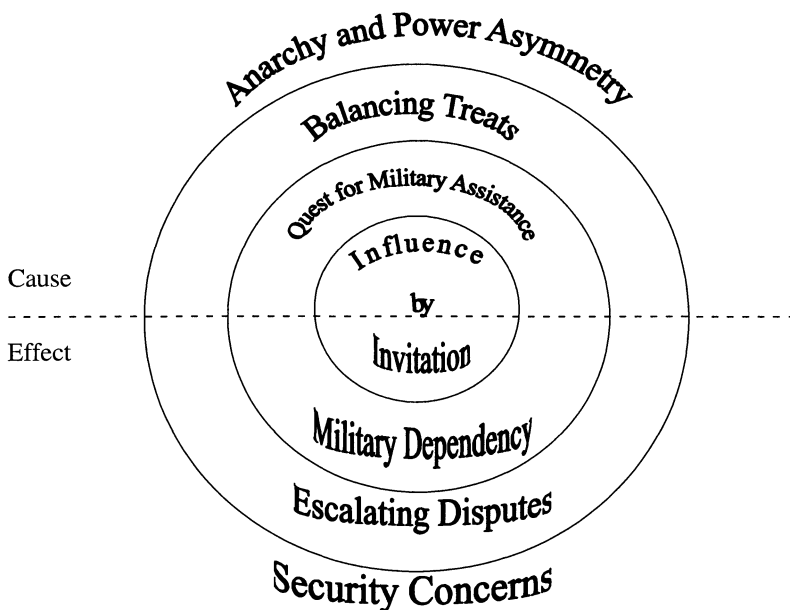 Anarchy and Power Asymmetry
Balancing Treats
Quest for Military Assistance
Influence
Cause
by
Effect
Invitation
Military Dependency
Escalating Disputes
Security Concerns